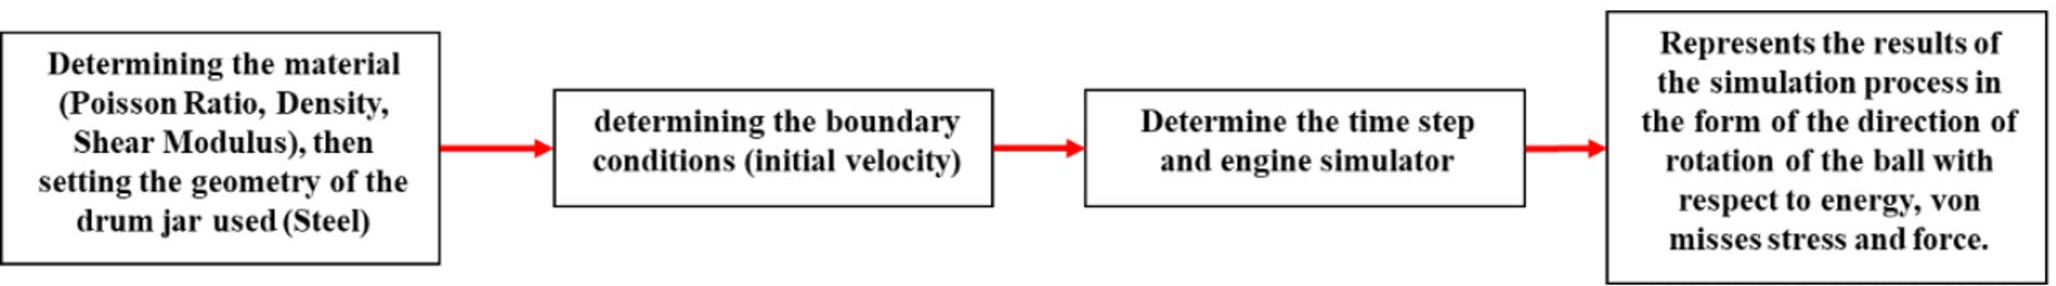 Determining the material
(Poisson Ratio, Density,
Shear Modulus), then
setting the geometry of the
drum jar used (Steel)
determining the boundary
conditions (initial velocity)
Determine the time step
and engine simulator
Represents the results of
the simulation process in
the form of the direction of
rotation of the ball with
respect to energy, von
misses stress and force.